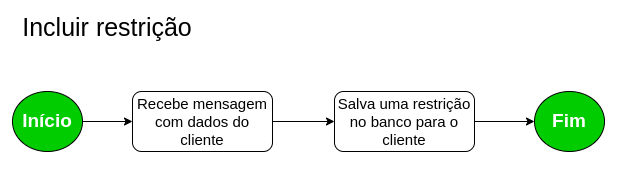 Incluir restrição
Início
Recebe mensagem
com dados do
cliente
Salva uma restrição
no banco para o
cliente
Fim